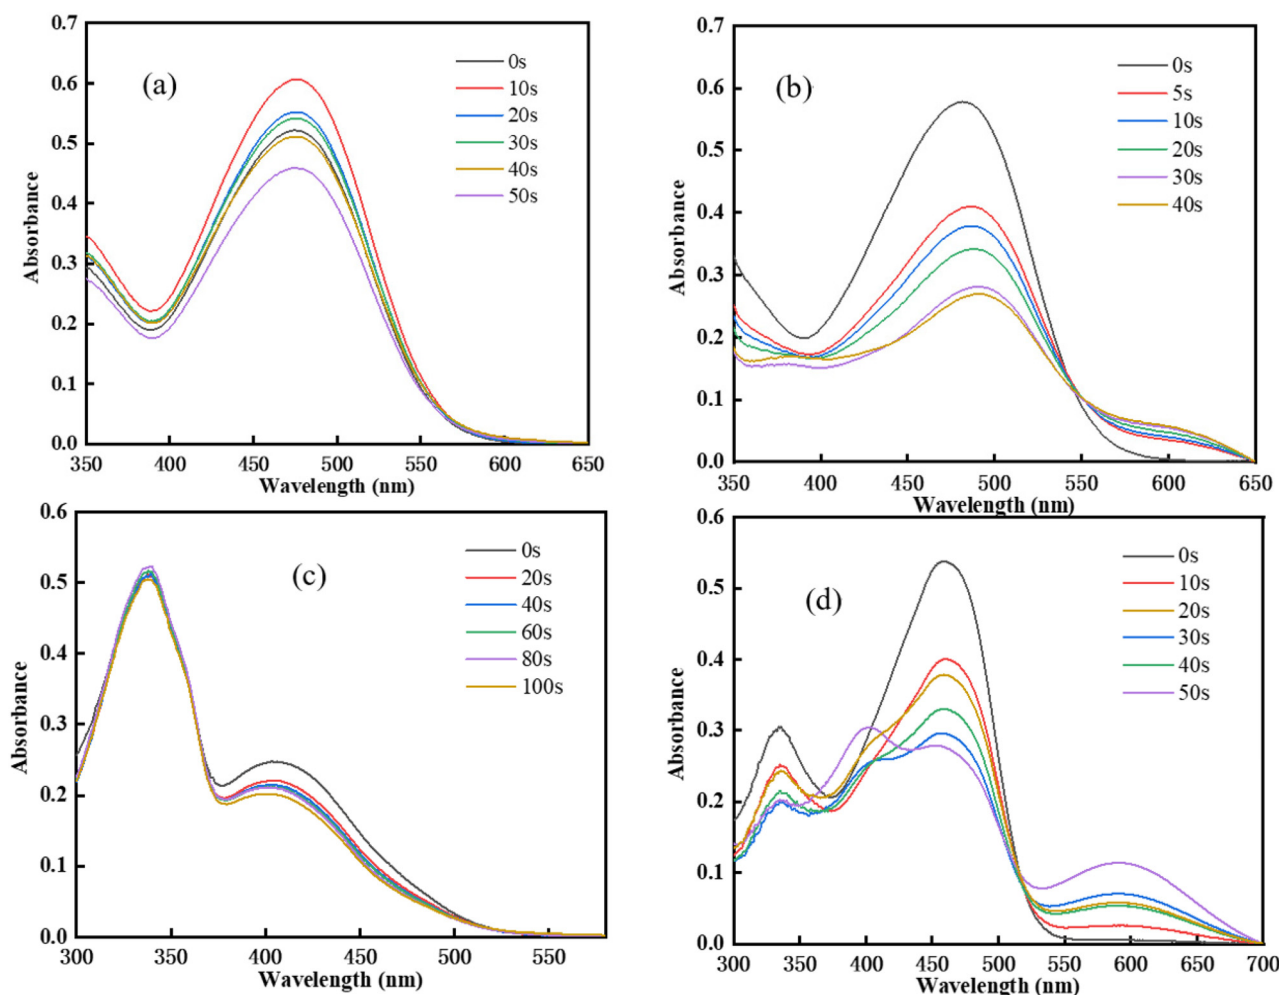 (a)
0s
10s
20s
30s
40s
50s
Absorbance
0.7
0.6
0.5
0.4
0.3
0.2
0.1
0.0
350 400 450 500 550 600 650
Wavelength (nm)
(b)
0s
5s
10s
20s
30s
40s
Absorbance
0.7
0.6
0.5
0.4
0.3
0.2
0.1
0.0
350 400 450 500 550 600 650
Wavelength (nm)
(c)
0s
20s
40s
60s
80s
100s
Absorbance
0.6
0.5
0.4
0.3
0.2
0.1
0.0
300 350 400 450 500 550
Wavelength (nm)
(d)
0s
10s
20s
30s
40s
50s
Absorbance
0.6
0.5
0.4
0.3
0.2
0.1
0.0
300 350 400 450 500 550 600 650 700
Wavelength (nm)